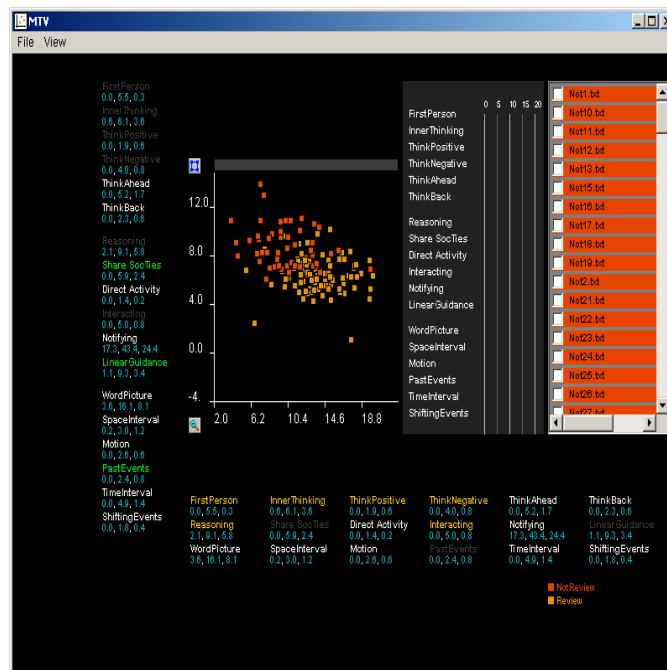 MTV
File View
FirstPerson
0.0, 5.5, 0.3
InnerThinking
0.6, 6.1, 3.6
ThinkPositive
0.0, 1.9, 0.6
ThinkNegative
0.0, 4.0, 0.8
ThinkAhead
0.0, 5.2, 1.7
ThinkBack
0.0, 2.3, 0.6
Reasoning
2.1, 9.1, 5.8
Share SocTies
0.0, 5.9, 2.4
Direct Activity
0.0, 1.4, 0.2
Interacting
0.0, 5.0, 0.8
Notifying
17.3, 43.4, 24.4
LinearGuidance
1.1, 9.3, 3.4
WordPicture
3.6, 16.1, 8.1
SpaceInterval
0.2, 3.0, 1.2
Motion
0.0, 2.6, 0.6
PastEvents
0.0, 2.4, 0.8
TimeInterval
0.0, 4.9, 1.4
ShiftingEvents
0.0, 1.8, 0.4
12.0
8.0
4.0
0.0
-4.
2.0 6.2 10.4 14.6 18.8
0 5 10 15 20
FirstPerson
InnerThinking
ThinkPositive
ThinkNegative
ThinkAhead
ThinkBack
Reasoning
Share SocTies
Direct Activity
Interacting
Notifying
LinearGuidance
WordPicture
SpaceInterval
Motion
PastEvents
TimeInterval
ShiftingEvents
Not1.txt
Not10.txt
Not11.txt
Not12.txt
Not13.txt
Not15.txt
Not16.txt
Not17.txt
Not18.txt
Not19.txt
Not2.txt
Not21.txt
Not22.txt
Not23.txt
Not24.txt
Not25.txt
Not26.txt
Not27.txt
FirstPerson InnerThinking ThinkPositive ThinkNegative ThinkAhead ThinkBack
0.0, 5.5, 0.3 0.6, 6.1, 3.6 0.0, 1.9, 0.6 0.0, 4.0, 0.8 0.0, 5.2, 1.7 0.0, 2.3, 0.6
Reasoning Share SocTies Direct Activity Interacting Notifying LinearGuidance
2.1, 9.1, 5.8 0.0, 5.9, 2.4 0.0, 1.4, 0.2 0.0, 5.0, 0.8 17.3, 43.4, 24.4 1.1, 9.3, 3.4
WordPicture SpaceInterval Motion PastEvents TimeInterval ShiftingEvents
3.6, 16.1, 8.1 0.2, 3.0, 1.2 0.0, 2.6, 0.6 0.0, 2.4, 0.8 0.0, 4.9, 1.4 0.0, 1.8, 0.4
NotReview
Review